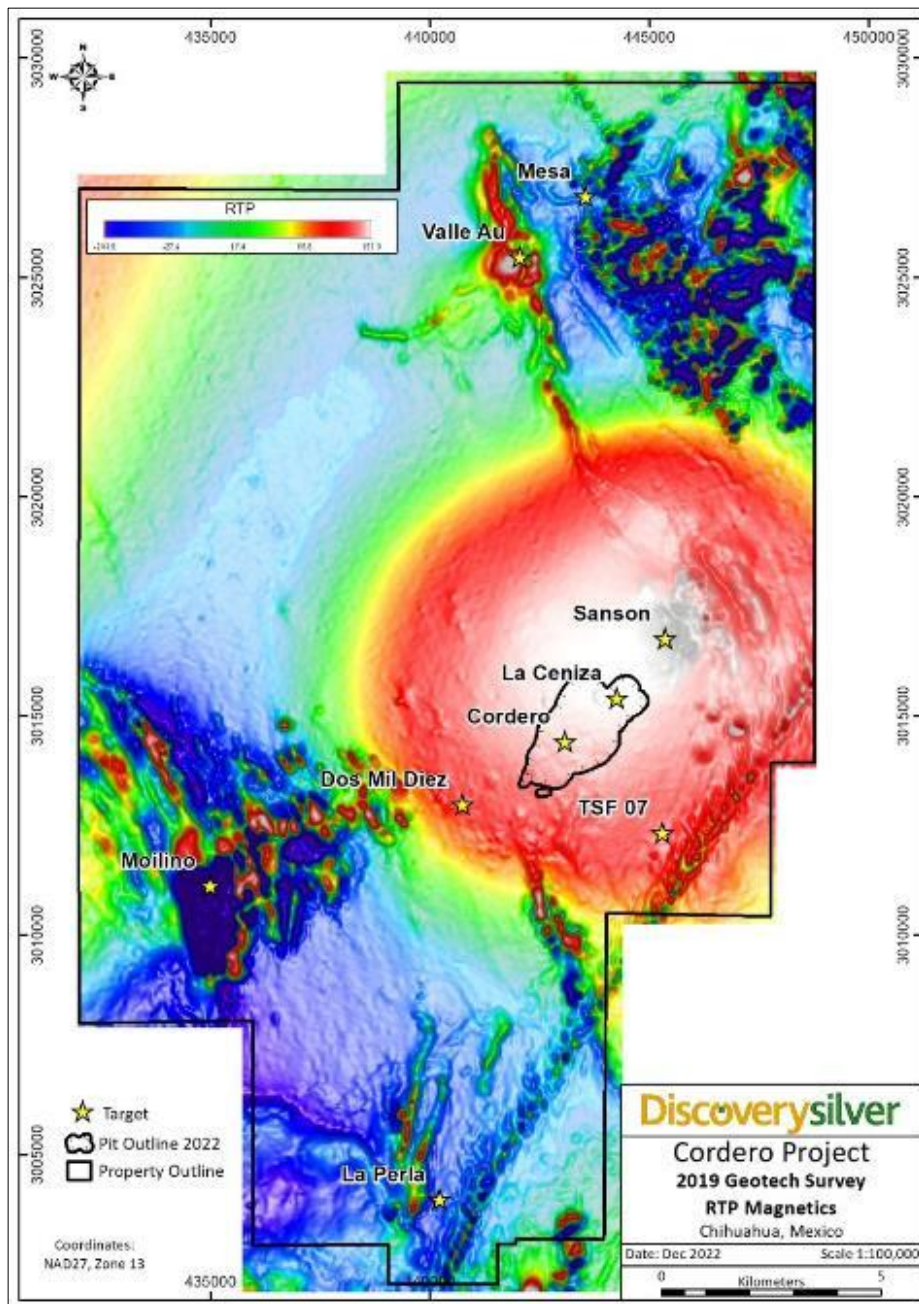 435000 440000 445000 450000
3030000 3030000
N
W E
S
Mesa
RTP
Valle Au
3025000 3025000
3020000 3020000
Sanson
La Ceniza
3015000 Cordero 3015000
Dos Mil Diez
TSF 07
Moilino
3010000 3010000
Target
Pit Outline 2022
Property Outline
3005000 3005000
La Perla
Coordinates:
NAD27, Zone 13
435000 440000
Discoverysilver
Cordero Project
2019 Geotech Survey
RTP Magnetics
Chihuahua, Mexico
Date: Dec 2022 Scale 1:100,000
0 Kilometers 5